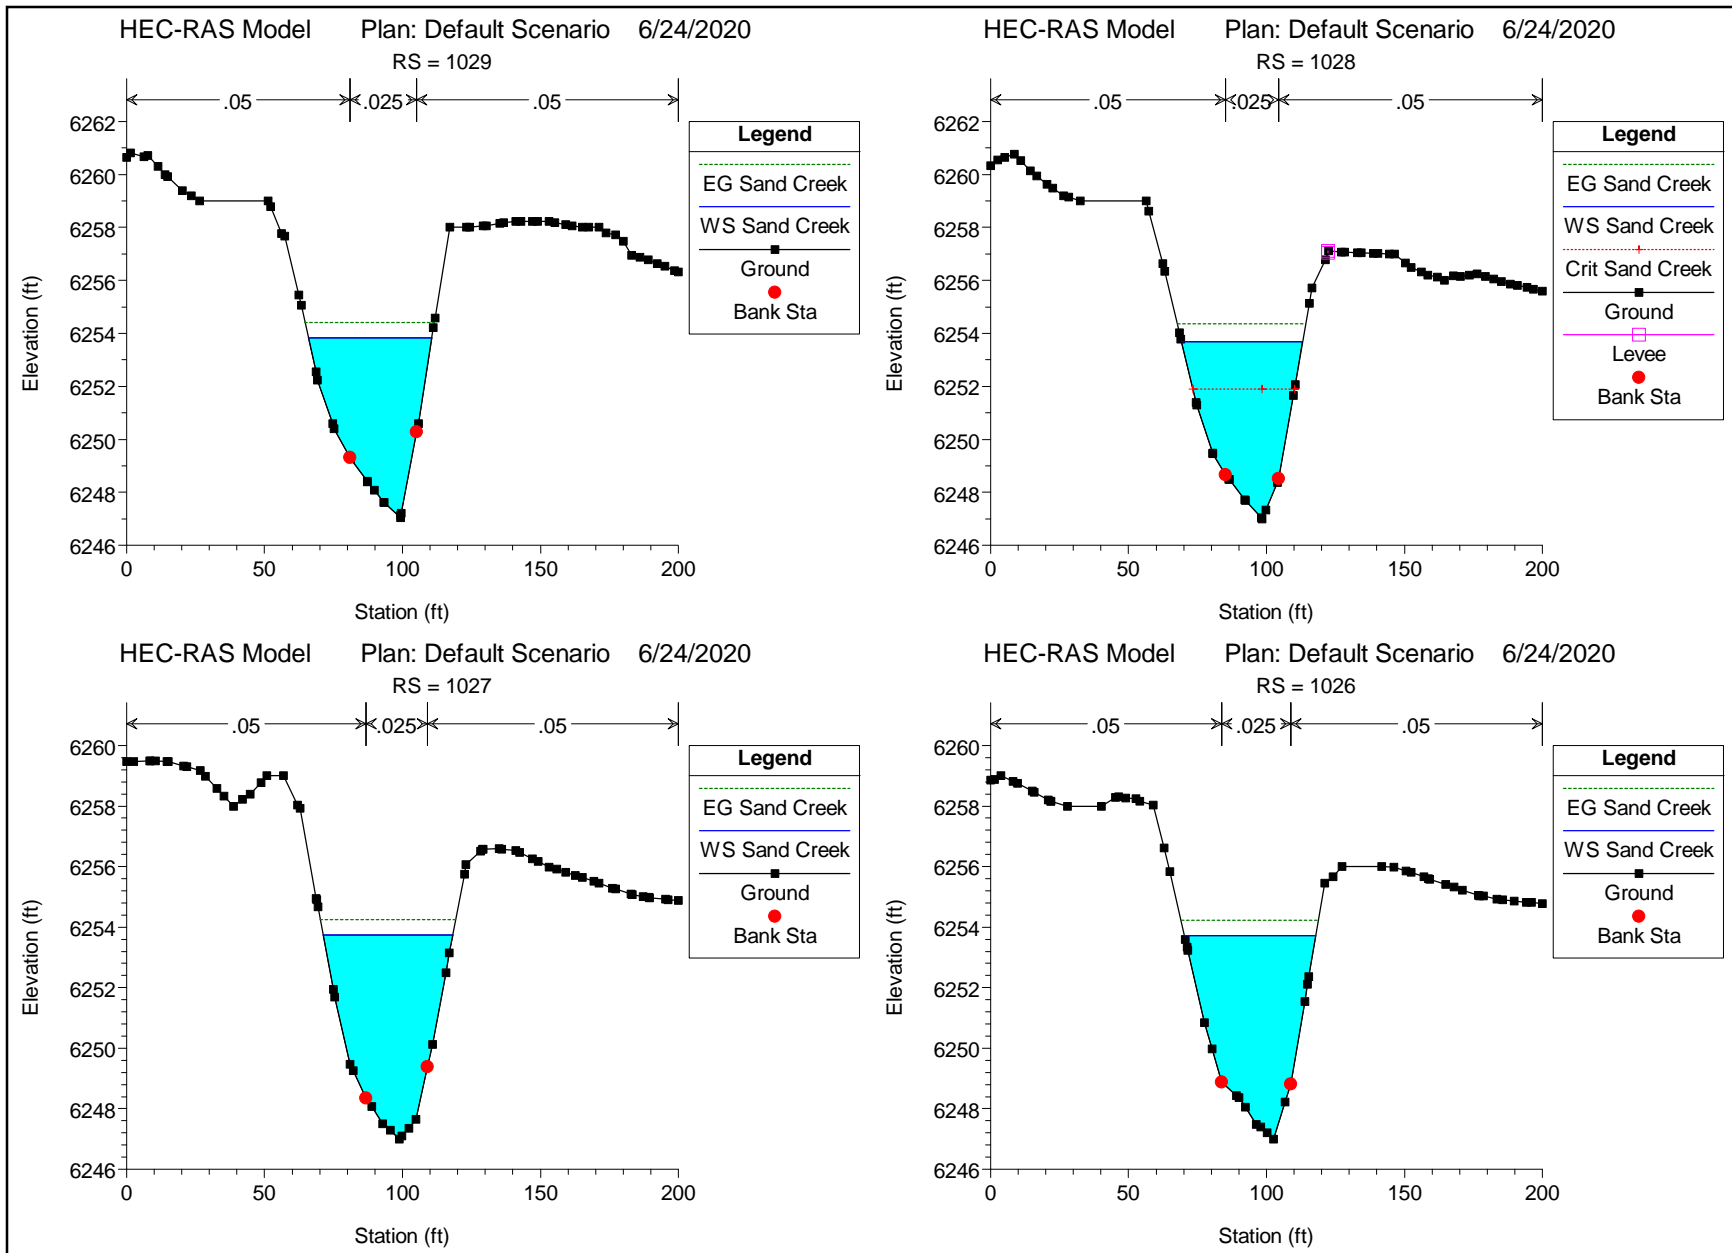 HEC-RAS Model Plan: Default Scenario 6/24/2020
RS = 1029
.05 .025 .05
6262
6260
6258
6256
6254
6252
6250
6248
6246
Elevation (ft)
0 50 100 150 200
Station (ft)
Legend
EG Sand Creek
WS Sand Creek
Ground
Bank Sta
HEC-RAS Model Plan: Default Scenario 6/24/2020
RS = 1028
.05 .025 .05
6262
6260
6258
6256
6254
6252
6250
6248
6246
Elevation (ft)
0 50 100 150 200
Station (ft)
Legend
EG Sand Creek
WS Sand Creek
Crit Sand Creek
Ground
Levee
Bank Sta
HEC-RAS Model Plan: Default Scenario 6/24/2020
RS = 1027
.05 .025 .05
6260
6258
6256
6254
6252
6250
6248
6246
Elevation (ft)
0 50 100 150 200
Station (ft)
Legend
EG Sand Creek
WS Sand Creek
Ground
Bank Sta
HEC-RAS Model Plan: Default Scenario 6/24/2020
RS = 1026
.05 .025 .05
6260
6258
6256
6254
6252
6250
6248
6246
Elevation (ft)
0 50 100 150 200
Station (ft)
Legend
EG Sand Creek
WS Sand Creek
Ground
Bank Sta